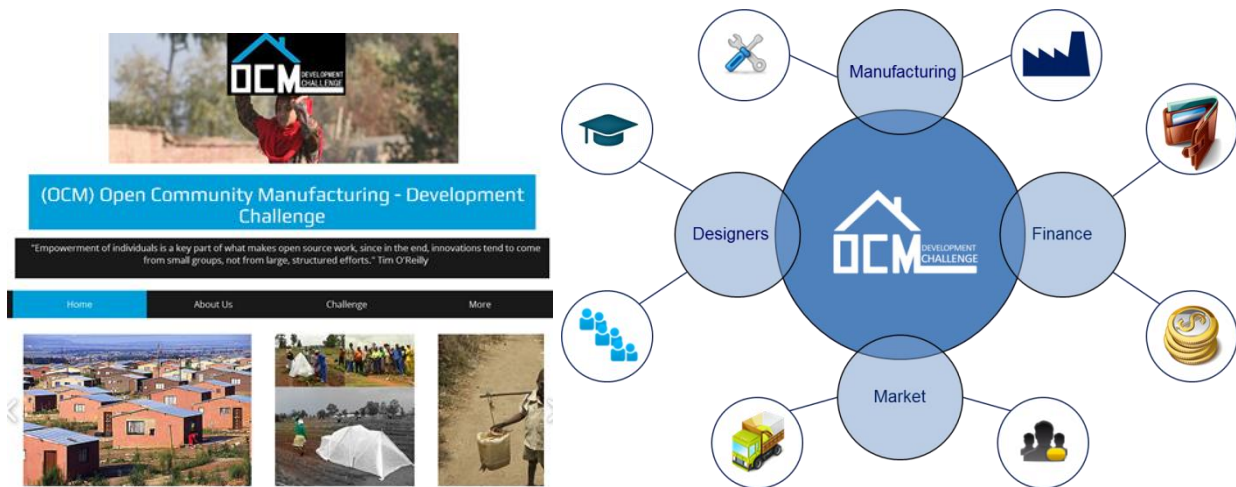 OCM DEVELOPMENT
CHALLENGE
(OCM) Open Community Manufacturing - Development
Challenge
"Empowerment of individuals is a key part of what makes open source work, since in the end, innovations tend to come
from small groups, not from large, structured efforts." Tim O'Reilly
Home About Us Challenge More
Manufacturing
Designers
OCM DEVELOPMENT
CHALLENGE
Finance
Market